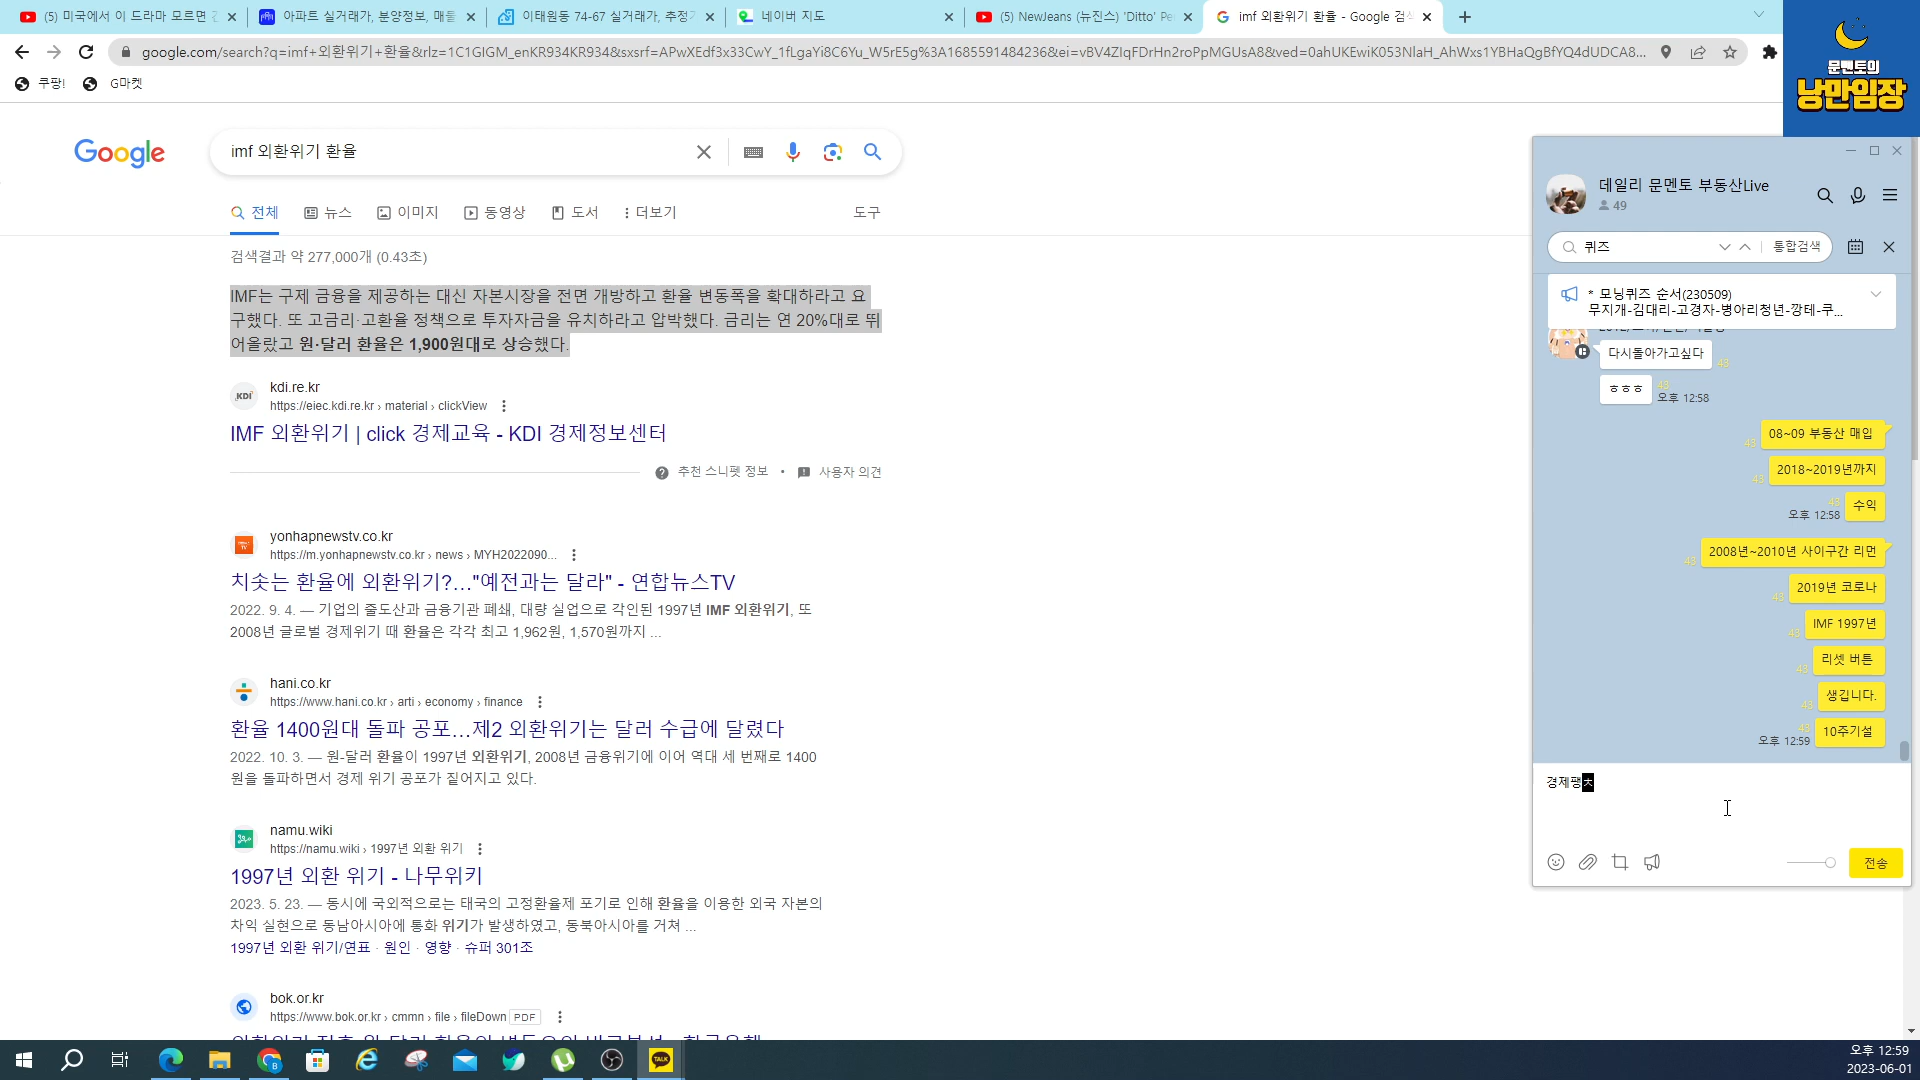 (5) 미국에서 이 드라마 모르면 간
아파트 실거래가, 분양정보, 매물
이태원동 74-67 실거래가, 추정가
네이버 지도
(5) NewJeans (뉴진스) 'Ditto' Pe
imf 외환위기 환율 - Google 검색
google.com/search?q=imf+외환위기+환율&rlz=1C1GIGM_enKR934KR934&sxsrf=APwXEdf3x33CwY_1fLgaYi8C6Yu_W5rE5g%3A1685591484236&ei=vBV4ZIqFDrHn2roPpMGUsA8&ved=0ahUKEwiK053NlaH_AhWxs1YBHaQgBfYQ4dUDCA8...
쿠팡!
G마켓
문멘토의
낭만임장
Google
imf 외환위기 환율
전체
뉴스
이미지
동영상
도서
더보기
도구
검색결과 약 277,000개 (0.43초)
IMF는 구제 금융을 제공하는 대신 자본시장을 전면 개방하고 환율 변동폭을 확대하라고 요
구했다. 또 고금리·고환율 정책으로 투자자금을 유치하라고 압박했다. 금리는 연 20%대로 뛰
어올랐고 원·달러 환율은 1,900원대로 상승했다.
KDI
kdi.re.kr
https://eiec.kdi.re.kr › material › clickView
IMF 외환위기 | click 경제교육 - KDI 경제정보센터
추천 스니펫 정보 • 사용자 의견
yonhapnewstv.co.kr
https://m.yonhapnewstv.co.kr › news › MYH2022090...
치솟는 환율에 외환위기?..."예전과는 달라" - 연합뉴스TV
2022. 9. 4. — 기업의 줄도산과 금융기관 폐쇄, 대량 실업으로 각인된 1997년 IMF 외환위기, 또
2008년 글로벌 경제위기 때 환율은 각각 최고 1,962원, 1,570원까지 ...
hani.co.kr
https://www.hani.co.kr › arti › economy › finance
환율 1400원대 돌파 공포...제2 외환위기는 달러 수급에 달렸다
2022. 10. 3. — 원-달러 환율이 1997년 외환위기, 2008년 금융위기에 이어 역대 세 번째로 1400
원을 돌파하면서 경제 위기 공포가 짙어지고 있다.
namu.wiki
https://namu.wiki › 1997년 외환 위기
1997년 외환 위기 - 나무위키
2023. 5. 23. — 동시에 국외적으로는 태국의 고정환율제 포기로 인해 환율을 이용한 외국 자본의
차익 실현으로 동남아시아에 통화 위기가 발생하였고, 동북아시아를 거쳐 ...
1997년 외환 위기/연표 · 원인 · 영향 · 슈퍼 301조
bok.or.kr
https://www.bok.or.kr › cmmn › file › fileDown PDF
데일리 문멘토 부동산Live
49
퀴즈
통합검색
* 모닝퀴즈 순서(230509)
무지개-김대리-고경자-병아리청년-깡테-쿠...
다시돌아가고싶다
43
ㅎㅎㅎ
43
오후 12:58
43
08~09 부동산 매입
43
2018~2019년까지
43
오후 12:58
수익
43
2008년~2010년 사이구간 리먼
43
2019년 코로나
43
IMF 1997년
43
리셋 버튼
43
생깁니다.
43
오후 12:59
10주기설
경제팽ㅊ
전송
TALK
오후 12:59
2023-06-01